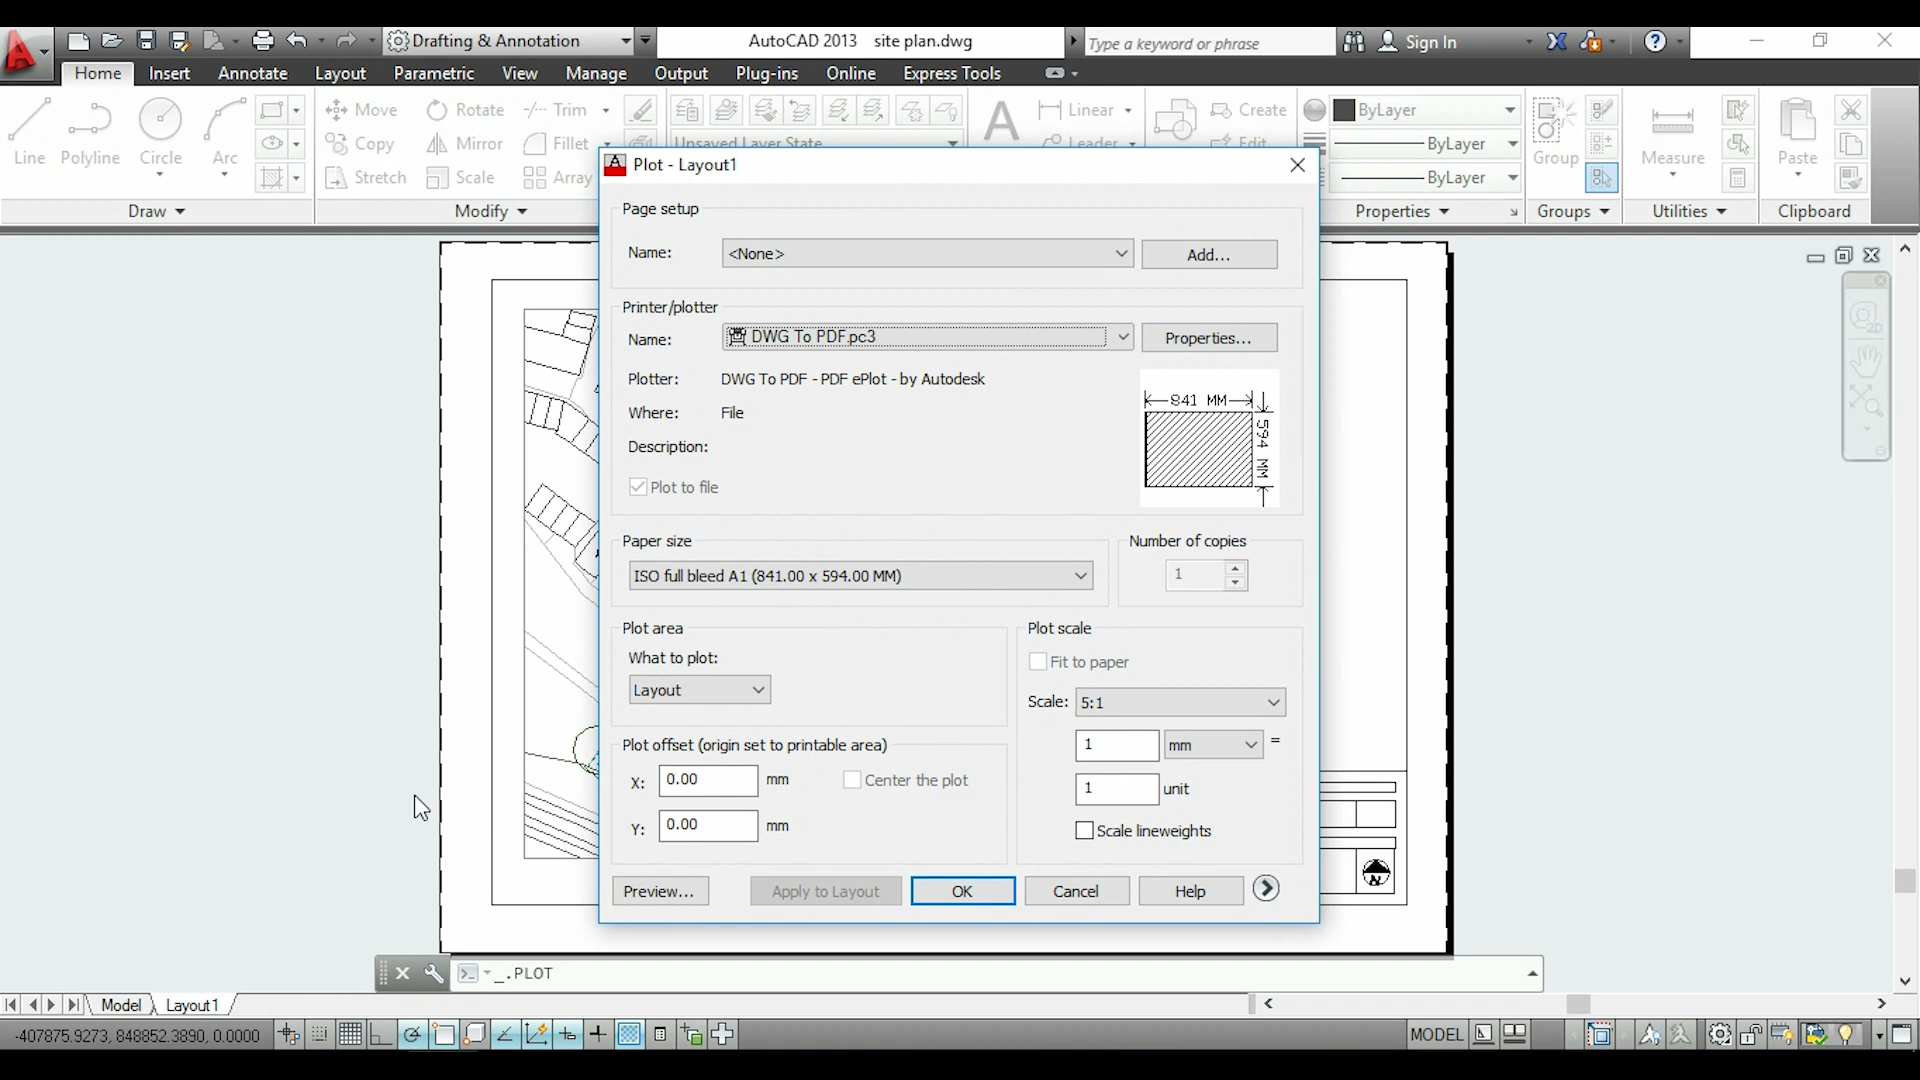 Drafting & Annotation
AutoCAD 2013 site plan.dwg
Type a keyword or phrase
Sign In
Home Insert Annotate Layout Parametric View Manage Output Plug-ins Online Express Tools
Line Polyline Circle Arc
Move Rotate Trim
Copy Mirror Fillet
Stretch Scale Array
Unsaved Layer State
A
Linear
Leader
Create
Edit
ByLayer
ByLayer
ByLayer
Group
Measure
Paste
Draw Modify Properties Groups Utilities Clipboard
Plot - Layout1
Page setup
Name: <None> Add...
Printer/plotter
Name: DWG To PDF.pc3 Properties...
Plotter: DWG To PDF - PDF ePlot - by Autodesk
Where: File
Description:
Plot to file
841 MM
594 MM
Paper size
ISO full bleed A1 (841.00 x 594.00 MM)
Number of copies
1
Plot area
What to plot:
Layout
Plot scale
Fit to paper
Scale: 5:1
1 mm =
1 unit
Scale lineweights
Plot offset (origin set to printable area)
X: 0.00 mm Center the plot
Y: 0.00 mm
Preview... Apply to Layout OK Cancel Help
N
_.PLOT
Model Layout1
-407875.9273, 848852.3890, 0.0000
MODEL